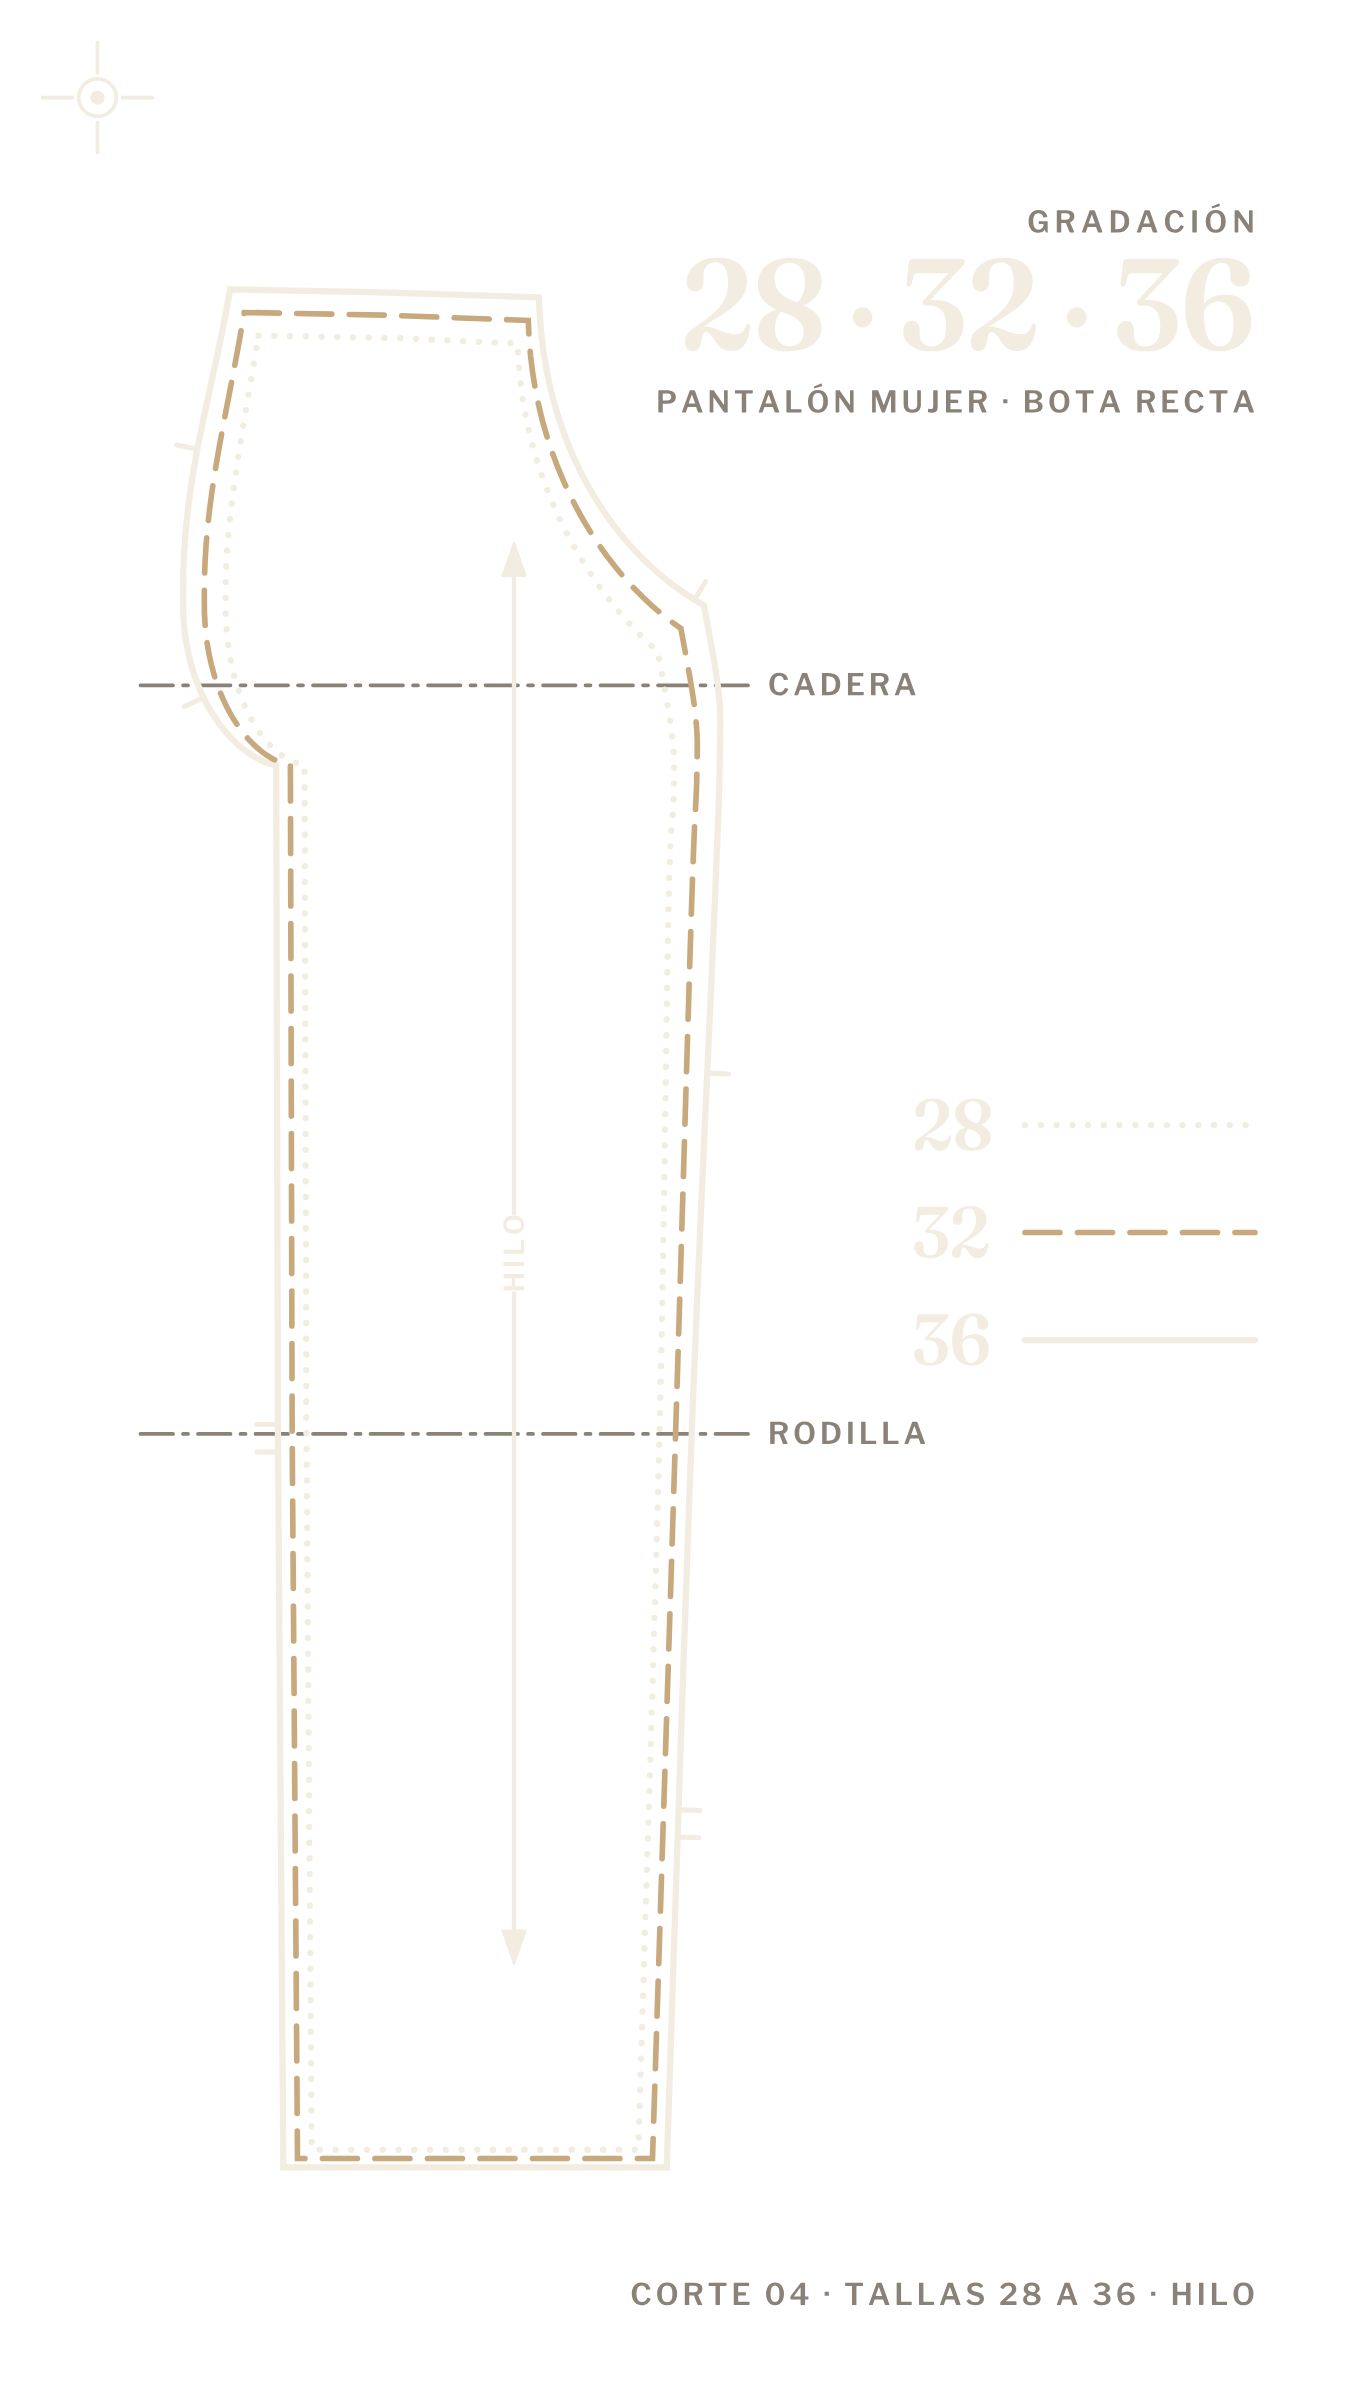 GRADACIÓN
28 · 32 · 36
PANTALÓN MUJER · BOTA RECTA
CADERA
28
HILO
32
36
RODILLA
CORTE 04 · TALLAS 28 A 36 · HILO